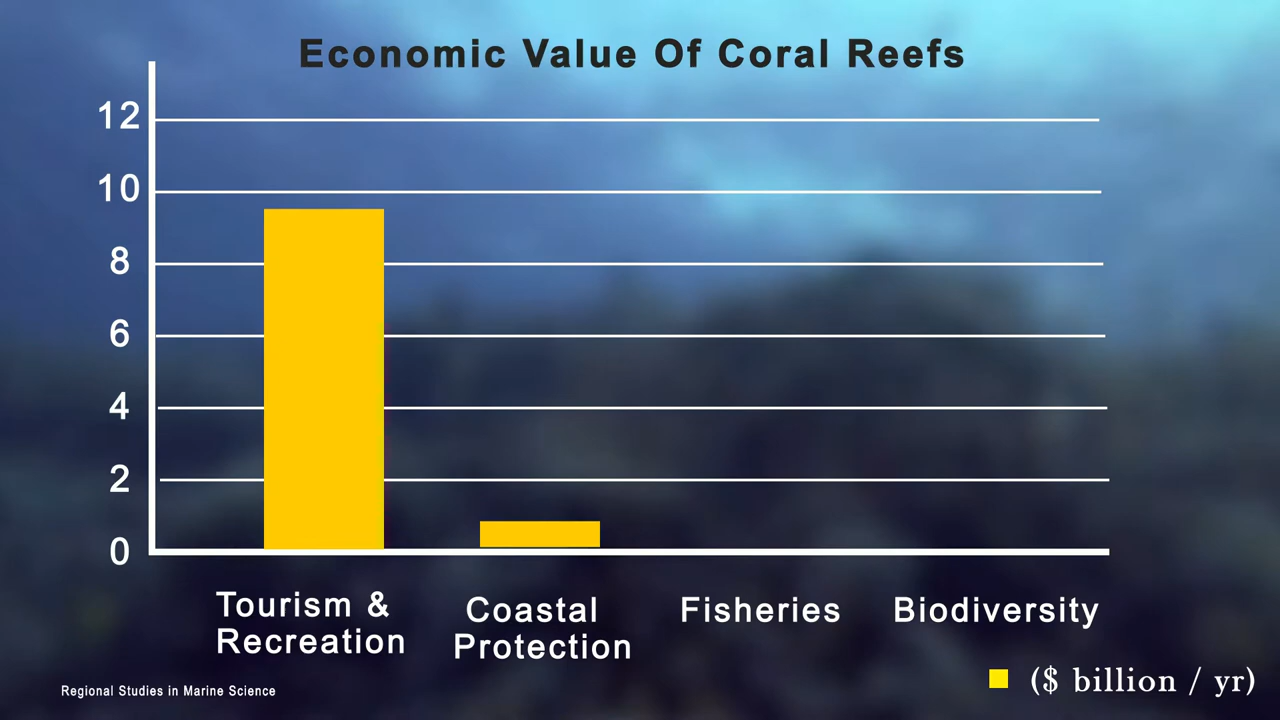 Economic Value Of Coral Reefs
12
10
8
6
4
2
0
Tourism &
Recreation
Coastal
Protection
Fisheries
Biodiversity
($ billion / yr)
Regional Studies in Marine Science